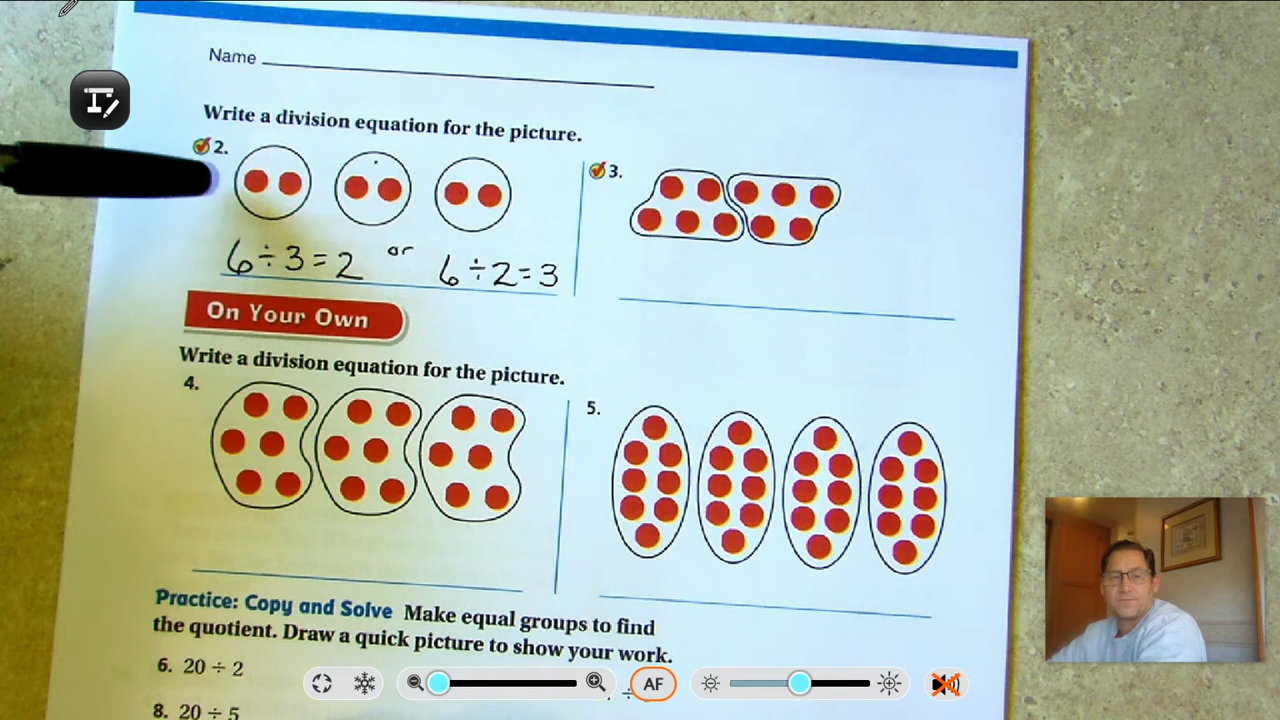 Name
Write a division equation for the picture.
2.
3.
6 ÷ 3 = 2 or 6 ÷ 2 = 3
On Your Own
Write a division equation for the picture.
4.
5.
Practice: Copy and Solve Make equal groups to find
the quotient. Draw a quick picture to show your work.
6. 20 ÷ 2
8. 20 ÷ 5
AF